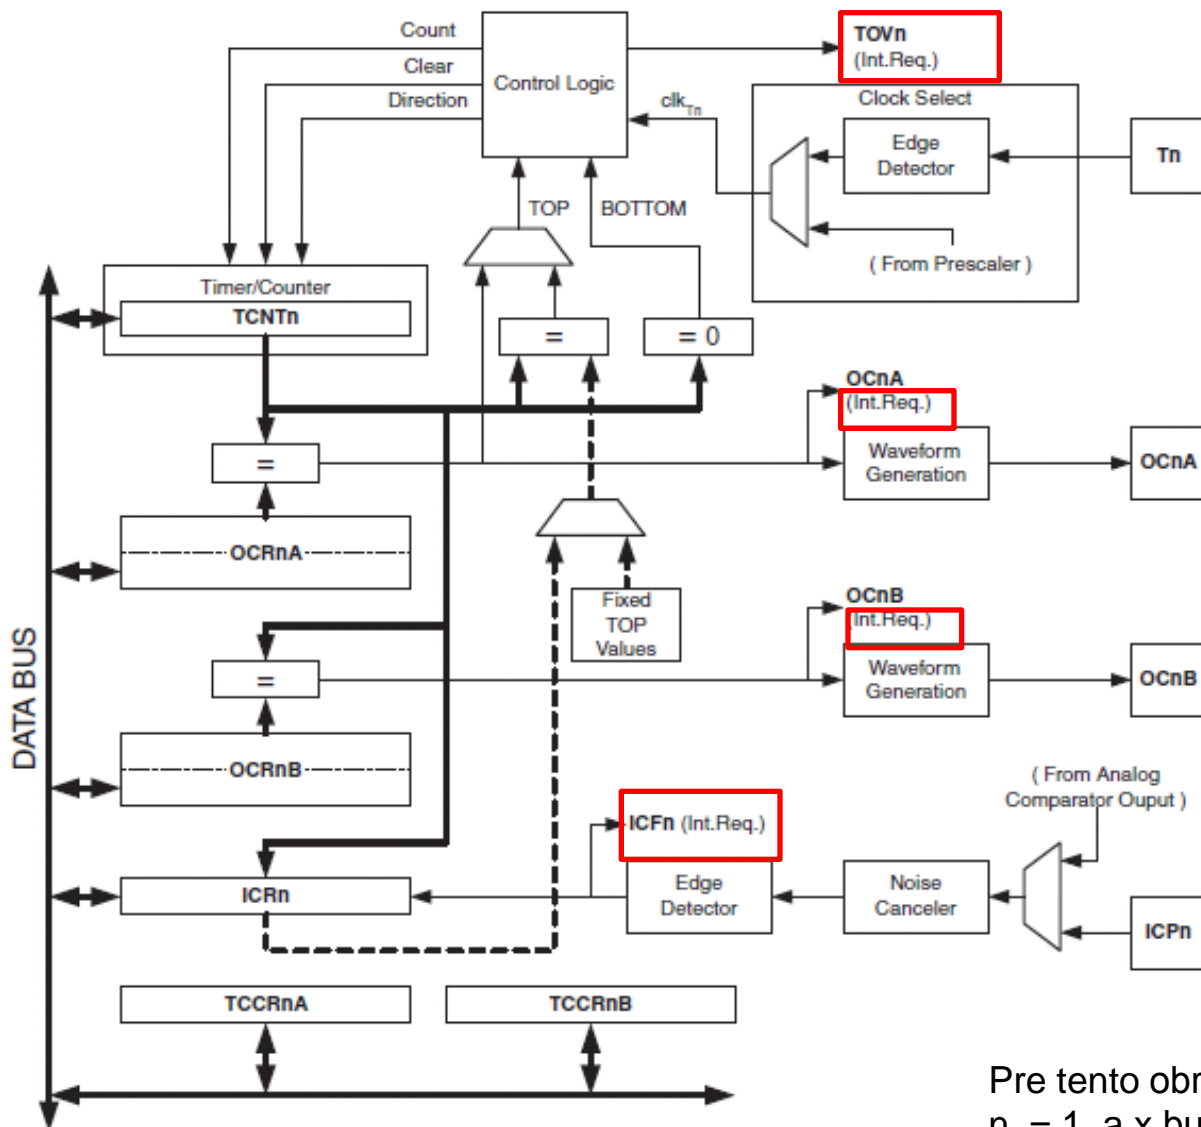 Count
Clear
Direction
Control Logic
TOVn
(Int.Req.)
Clock Select
clkTn
Edge
Detector
Tn
TOP
BOTTOM
( From Prescaler )
Timer/Counter
TCNTn
=
= 0
OCnA
(Int.Req.)
=
Waveform
Generation
OCnA
OCRnA
Fixed
TOP
Values
OCnB
(Int.Req.)
=
Waveform
Generation
OCnB
DATA BUS
OCRnB
( From Analog
Comparator Ouput )
ICFn (Int.Req.)
ICRn
Edge
Detector
Noise
Canceler
ICPn
TCCRnA
TCCRnB
Pre tento obr
n = 1, a x bu